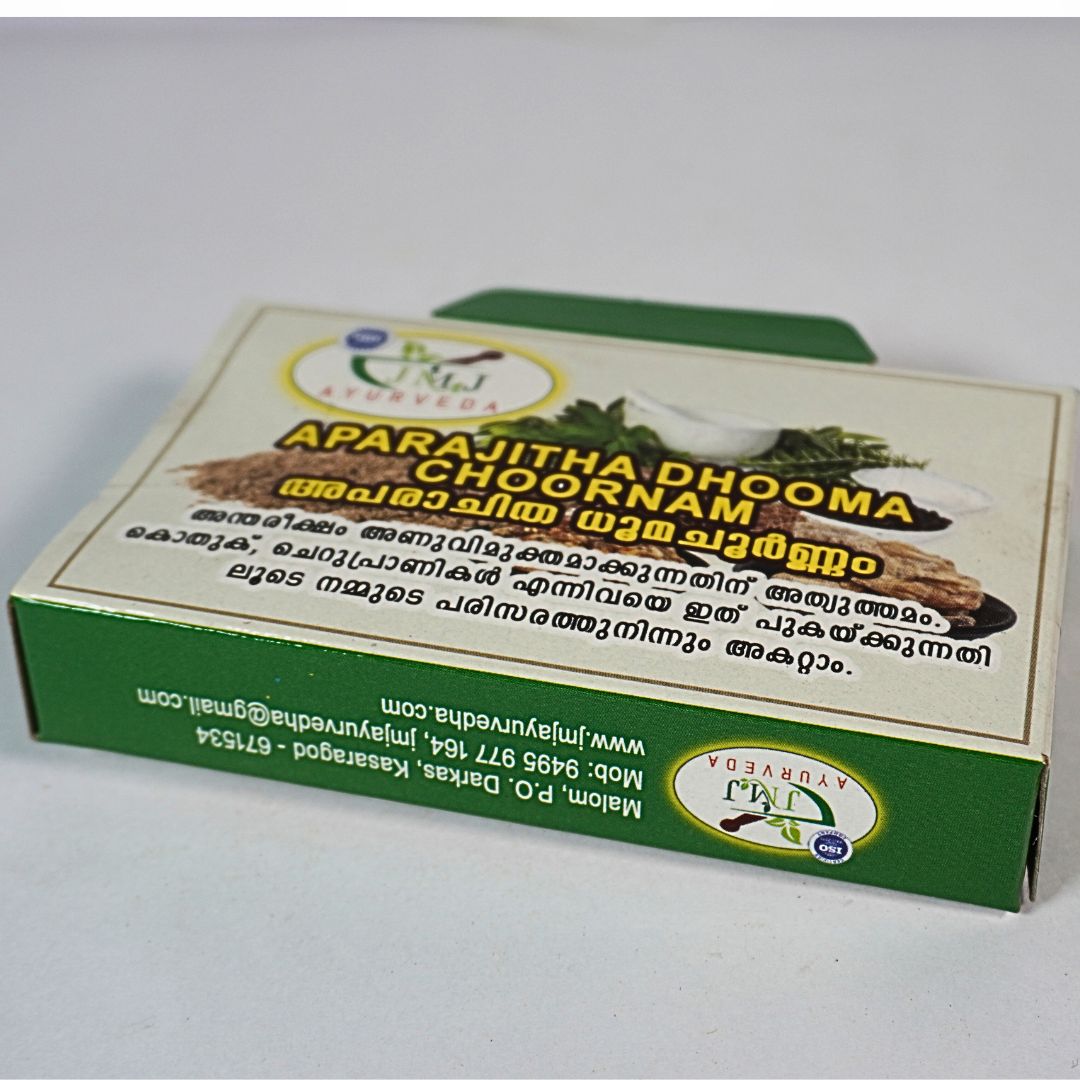 JMJ
AYURVEDA
APARAJITHA DHOOMA
CHOORNAM
അപരാചിത ധൂമചൂർണ്ണം
അന്തരീക്ഷം അണുവിമുക്തമാക്കുന്നതിന് അത്യുത്തമം.
കൊതുക്, ചെറുപ്രാണികൾ എന്നിവയെ ഇത് പുകയ്ക്കുന്നതി
ലൂടെ നമ്മുടെ പരിസരത്തുനിന്നും അകറ്റാം.
ISO
JMJ
AYURVEDA
Malom, P.O. Darkas, Kasaragod - 671534
Mob: 9495 977 164, jmjayurvedha@gmail.com
www.jmjayurvedha.com